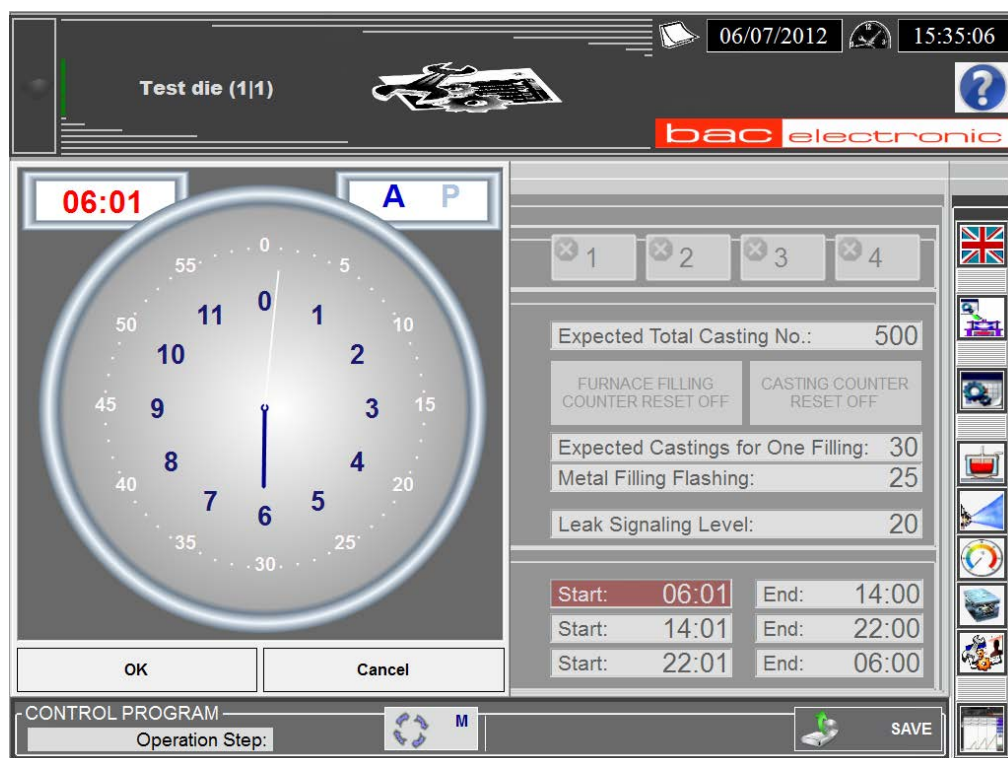 06/07/2012
15:35:06
Test die (1|1)
bac electronic
06:01
A P
0
5
10
15
20
25
30
35
40
45
50
55
0
1
2
3
4
5
6
7
8
9
10
11
OK
Cancel
1
2
3
4
Expected Total Casting No.: 500
FURNACE FILLING
COUNTER RESET OFF
CASTING COUNTER
RESET OFF
Expected Castings for One Filling: 30
Metal Filling Flashing: 25
Leak Signaling Level: 20
Start: 06:01 End: 14:00
Start: 14:01 End: 22:00
Start: 22:01 End: 06:00
CONTROL PROGRAM
Operation Step:
M
SAVE